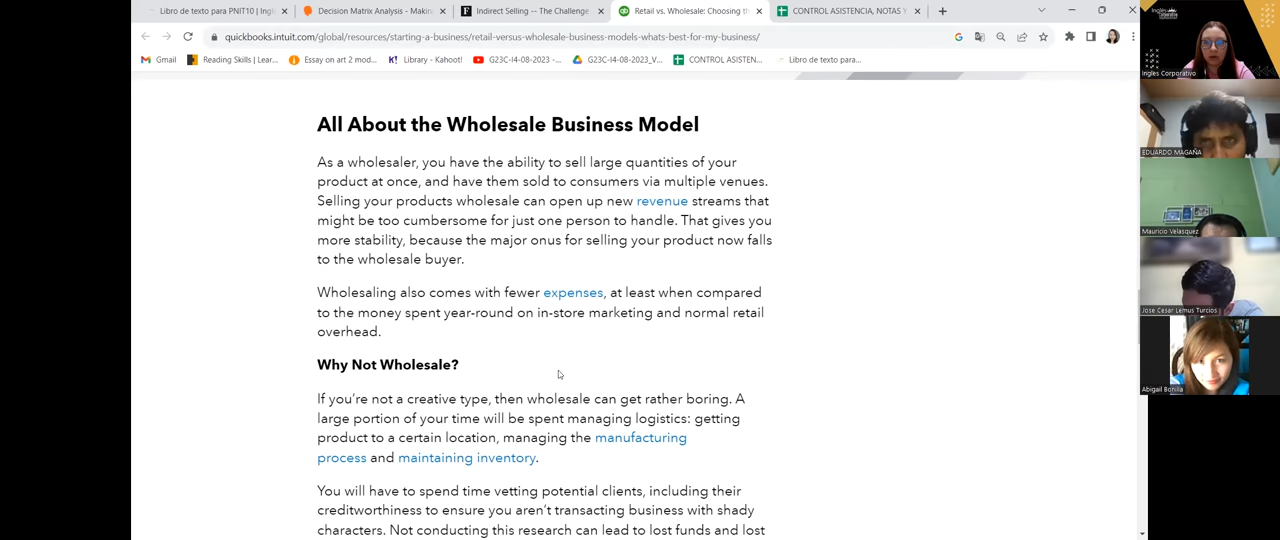 Libro de texto para PNIT10 | Ingl
Decision Matrix Analysis - Makin
Indirect Selling -- The Challenge
Retail vs. Wholesale: Choosing th
CONTROL ASISTENCIA, NOTAS Y
quickbooks.intuit.com/global/resources/starting-a-business/retail-versus-wholesale-business-models-whats-best-for-my-business/
Gmail
Reading Skills | Lear...
Essay on art 2 mod...
Library - Kahoot!
G23C-I4-08-2023 -...
G23C-I4-08-2023_V...
CONTROL ASISTEN...
Libro de texto para...
All About the Wholesale Business Model
As a wholesaler, you have the ability to sell large quantities of your
product at once, and have them sold to consumers via multiple venues.
Selling your products wholesale can open up new revenue streams that
might be too cumbersome for just one person to handle. That gives you
more stability, because the major onus for selling your product now falls
to the wholesale buyer.
Wholesaling also comes with fewer expenses, at least when compared
to the money spent year-round on in-store marketing and normal retail
overhead.
Why Not Wholesale?
If you're not a creative type, then wholesale can get rather boring. A
large portion of your time will be spent managing logistics: getting
product to a certain location, managing the manufacturing
process and maintaining inventory.
You will have to spend time vetting potential clients, including their
creditworthiness to ensure you aren't transacting business with shady
characters. Not conducting this research can lead to lost funds and lost
Ingles Corporativo
EDUARDO MAGAÑA
Mauricio Velasquez
Jose Cesar Lemus Turcios
Abigail Bonilla